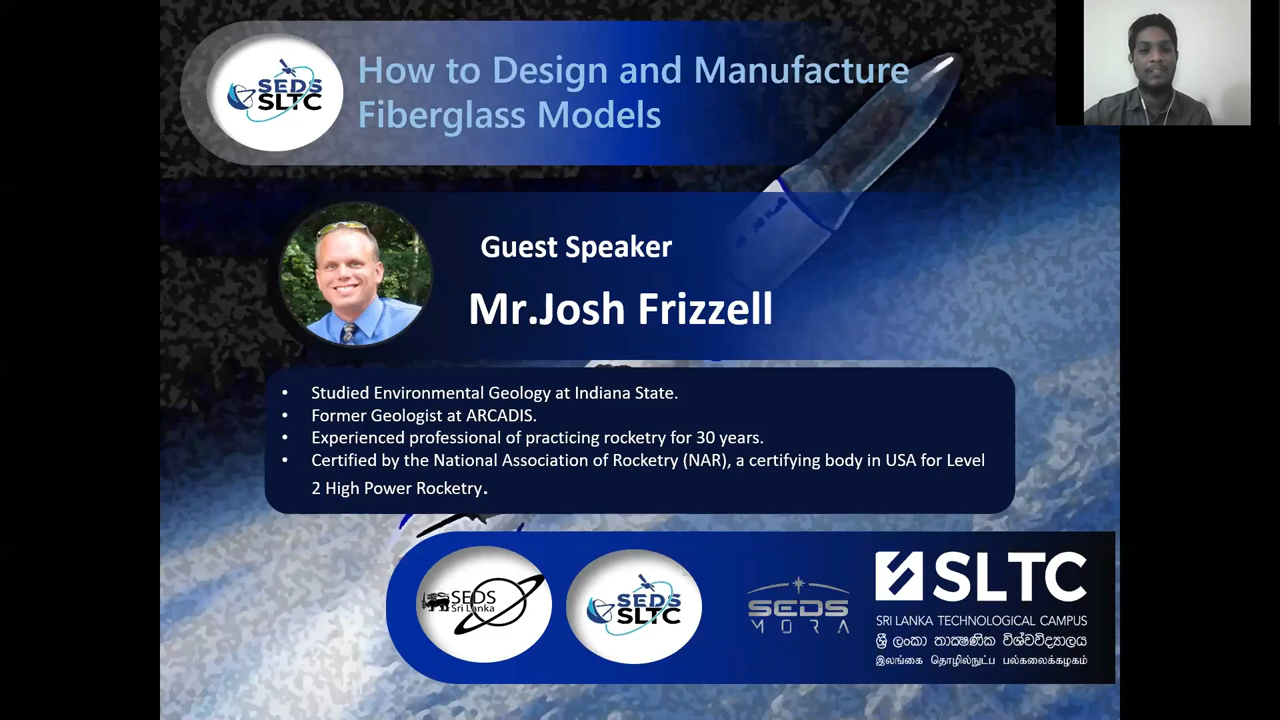 SEDS
SLTC
How to Design and Manufacture
Fiberglass Models
Guest Speaker
Mr.Josh Frizzell
• Studied Environmental Geology at Indiana State.
• Former Geologist at ARCADIS.
• Experienced professional of practicing rocketry for 30 years.
• Certified by the National Association of Rocketry (NAR), a certifying body in USA for Level
2 High Power Rocketry.
SEDS
Sri Lanka
SEDS
SLTC
SEDS
MORA
SLTC
SRI LANKA TECHNOLOGICAL CAMPUS
ශ්‍රී ලංකා තාක්ෂණික විශ්වවිද්‍යාලය
இலங்கை தொழில்நுட்ப பல்கலைக்கழகம்